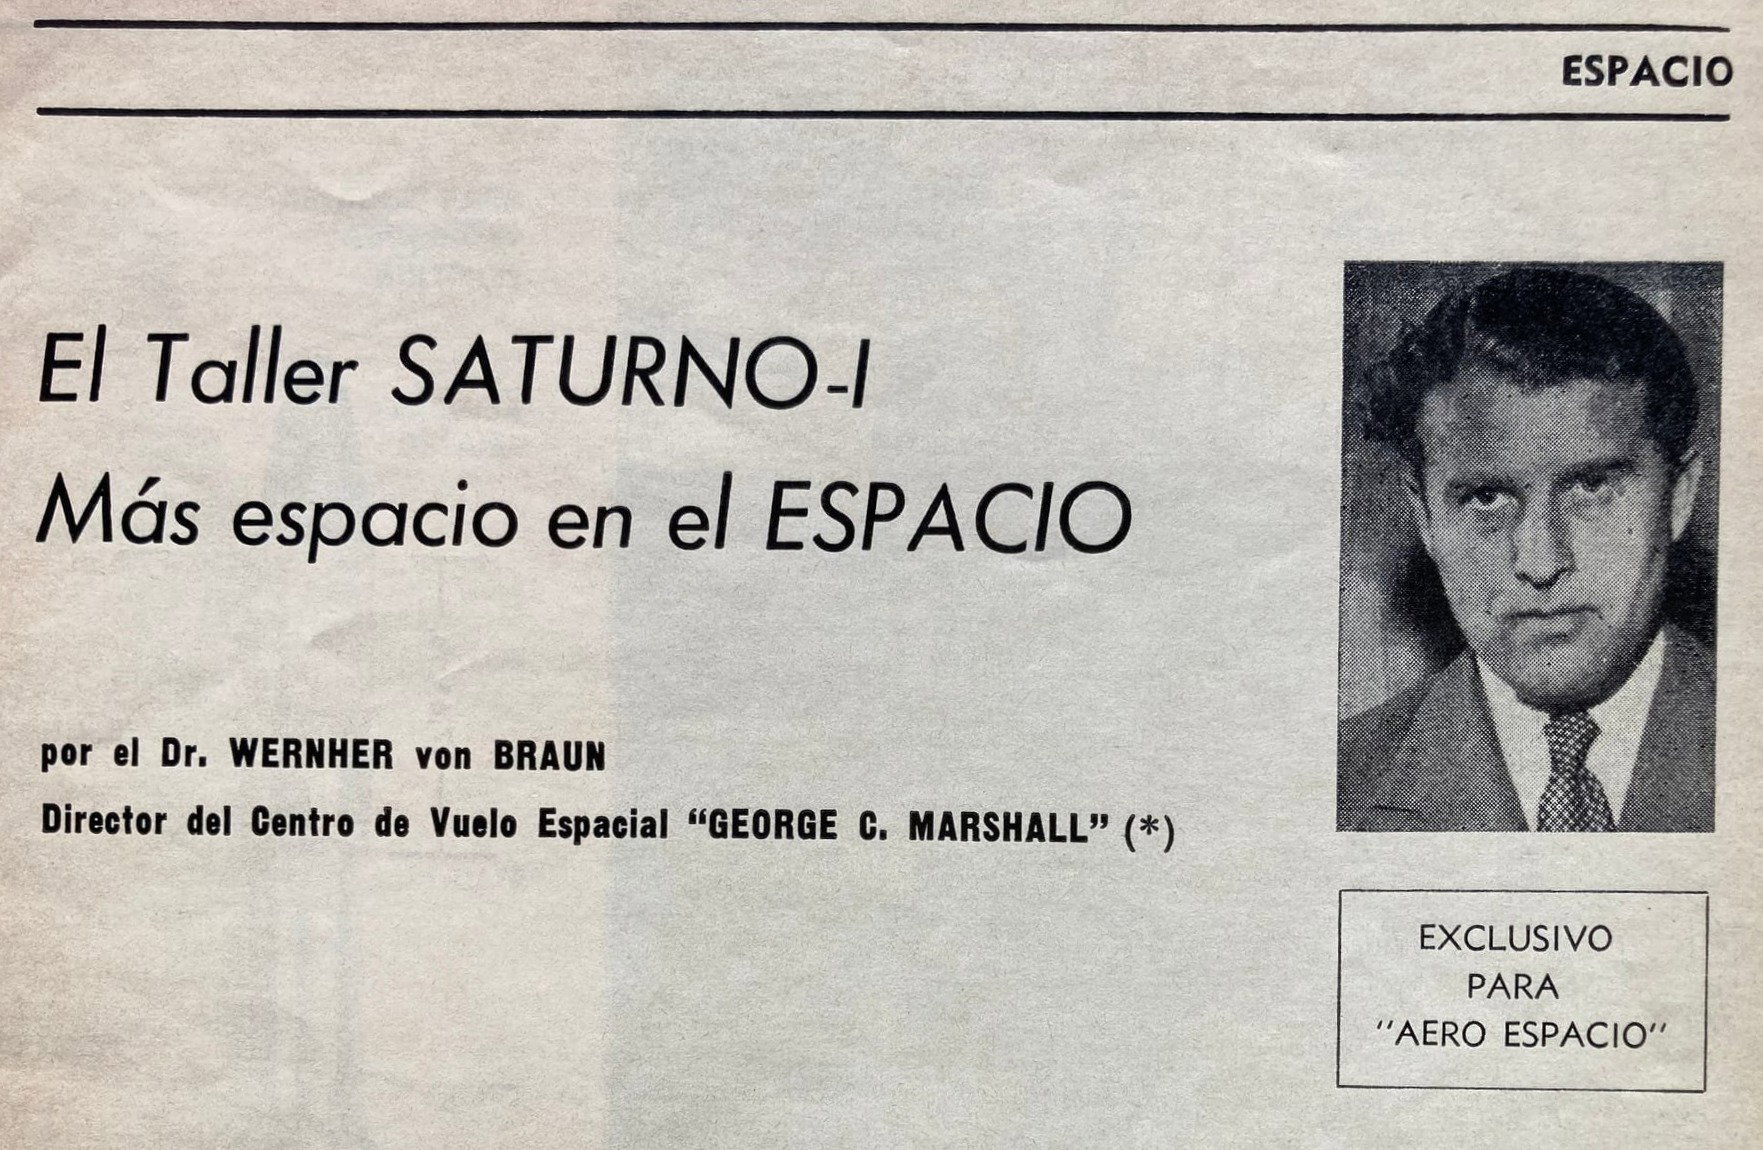 ESPACIO
El Taller SATURNO-I
Más espacio en el ESPACIO
por el Dr. WERNHER von BRAUN
Director del Centro de Vuelo Espacial “GEORGE C. MARSHALL” (*)
EXCLUSIVO
PARA
"AERO ESPACIO"